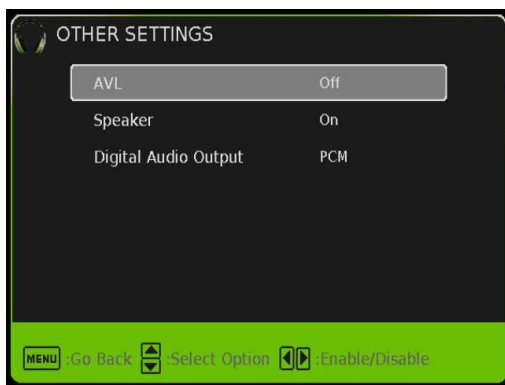 OTHER SETTINGS
AVL Off
Speaker On
Digital Audio Output PCM
MENU :Go Back :Select Option :Enable/Disable